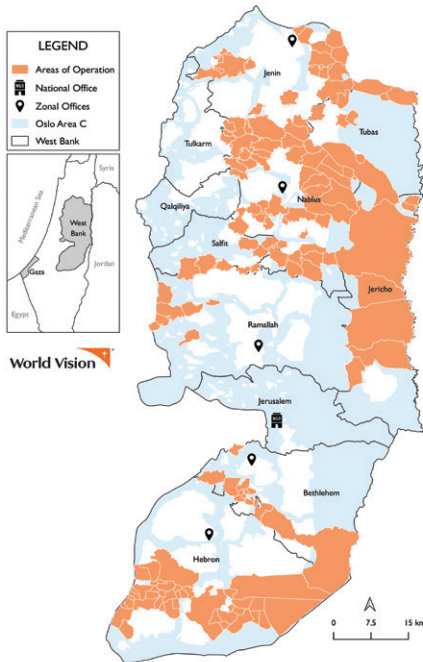 LEGEND
Areas of Operation
NGO
National Office
Zonal Offices
Oslo Area C
West Bank
Mediterranean Sea
Syria
West
Bank
Gaza
Jordan
Egypt
World Vision
Jenin
Tulkarm
Tubas
Qalqiliya
Nablus
Salfit
Jericho
Ramallah
Jerusalem
NGO
Bethlehem
Hebron
0 7.5 15 km